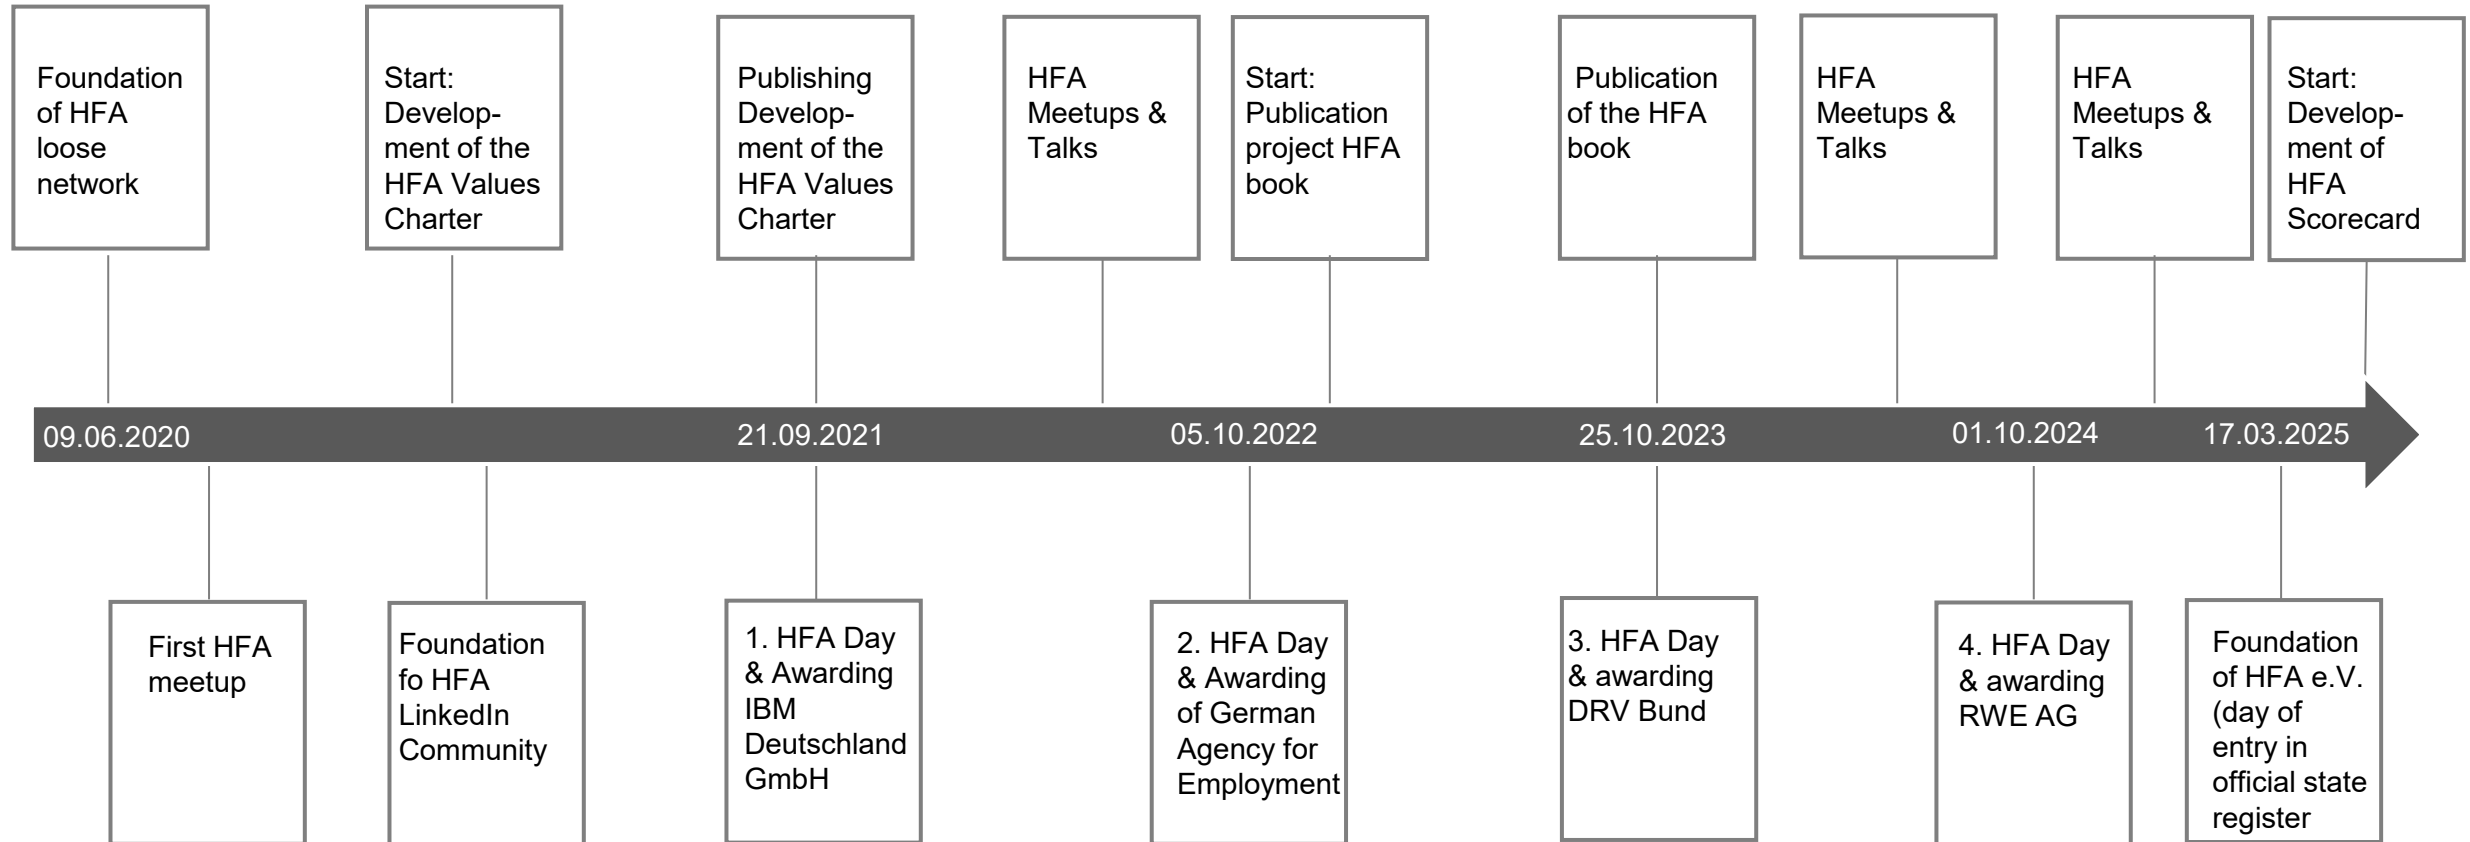 Foundation
of HFA
loose
network
Start:
Develop-
ment of the
HFA Values
Charter
Publishing
Develop-
ment of the
HFA Values
Charter
HFA
Meetups &
Talks
Start:
Publication
project HFA
book
Publication
of the HFA
book
HFA
Meetups &
Talks
HFA
Meetups &
Talks
Start:
Develop-
ment of
HFA
Scorecard
09.06.2020
21.09.2021
05.10.2022
25.10.2023
01.10.2024
17.03.2025
First HFA
meetup
Foundation
fo HFA
LinkedIn
Community
1. HFA Day
& Awarding
IBM
Deutschland
GmbH
2. HFA Day
& Awarding
of German
Agency for
Employment
3. HFA Day
& awarding
DRV Bund
4. HFA Day
& awarding
RWE AG
Foundation
of HFA e.V.
(day of
entry in
official state
register